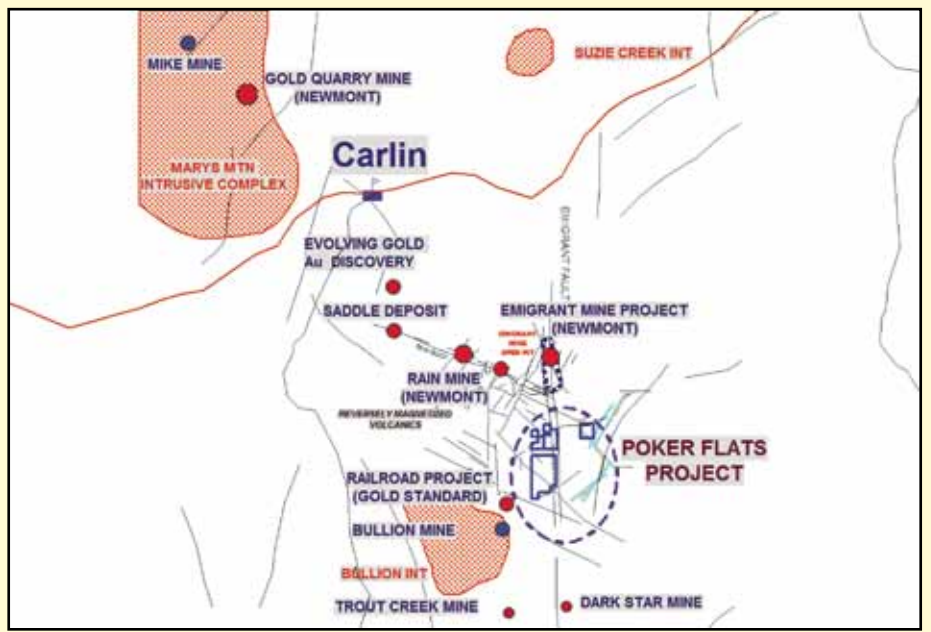 MIKE MINE
SUZIE CREEK INT
GOLD QUARRY MINE
(NEWMONT)
Carlin
MARYS MTN
INTRUSIVE COMPLEX
EMIGRANT FAULT
EVOLVING GOLD
Au DISCOVERY
SADDLE DEPOSIT
EMIGRANT MINE PROJECT
(NEWMONT)
RAIN MINE
(NEWMONT)
REVERSELY MAGNETIZED
VOLCANICS
POKER FLATS
PROJECT
RAILROAD PROJECT
(GOLD STANDARD)
BULLION MINE
BULLION INT
TROUT CREEK MINE
DARK STAR MINE